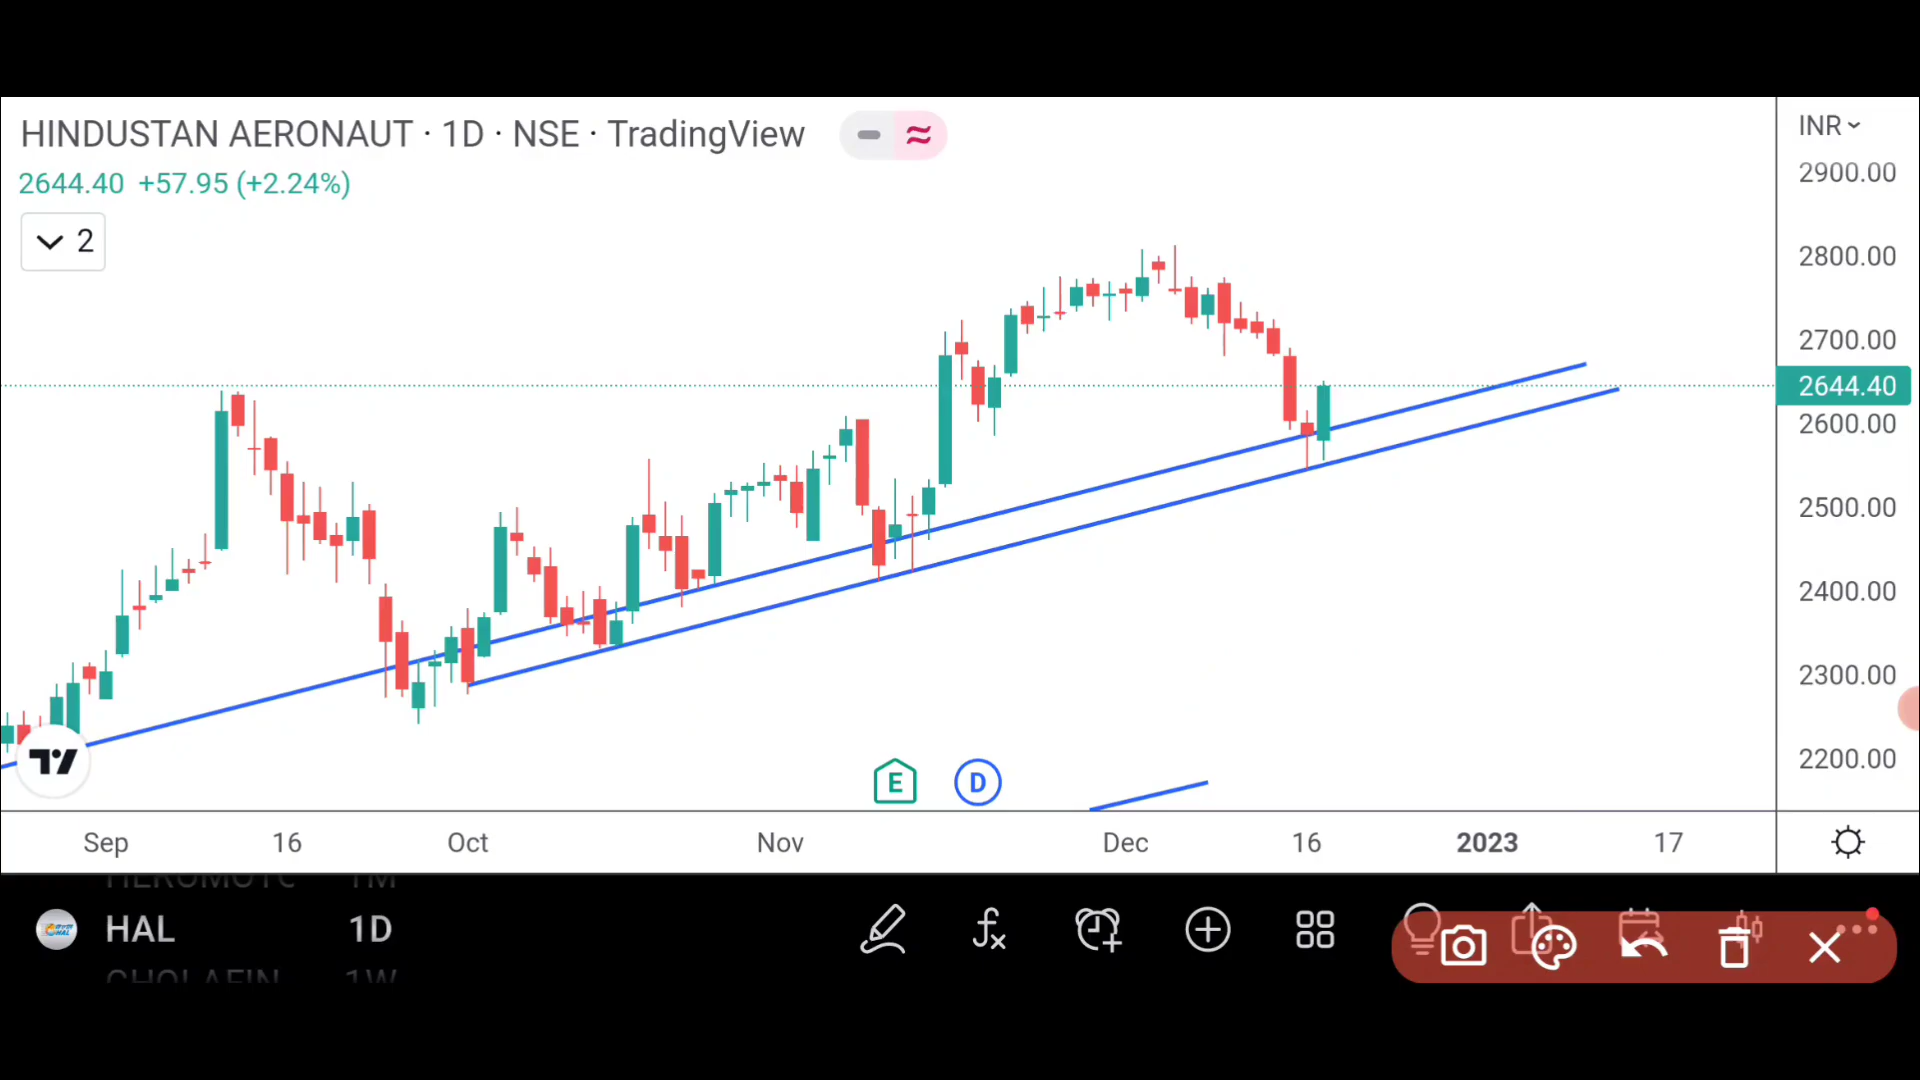 HINDUSTAN AERONAUT · 1D · NSE · TradingView
INR
2644.40 +57.95 (+2.24%)
2
2900.00
2800.00
2700.00
2644.40
2600.00
2500.00
2400.00
2300.00
2200.00
E D
Sep 16 Oct Nov Dec 16 2023 17
HAL 1D
1M
1W